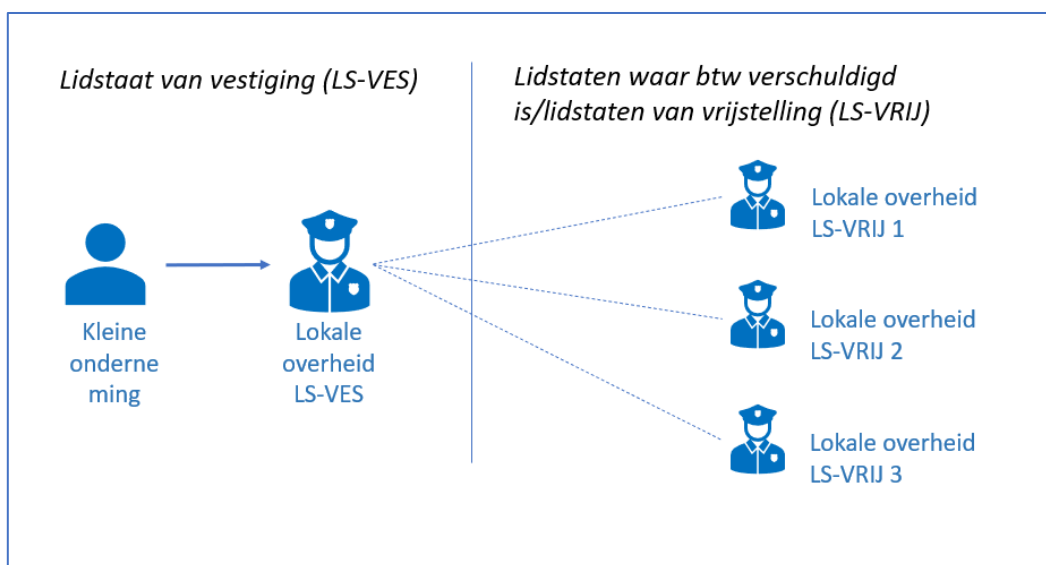 Lidstaat van vestiging (LS-VES)
Lidstaten waar btw verschuldigd
is/lidstaten van vrijstelling (LS-VRIJ)
Kleine
onderne
ming
Lokale
overheid
LS-VES
Lokale overheid
LS-VRIJ 1
Lokale overheid
LS-VRIJ 2
Lokale overheid
LS-VRIJ 3